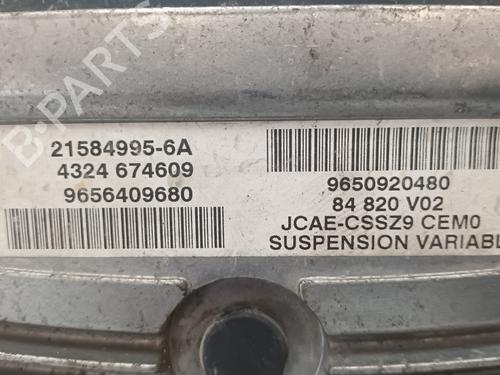 B-PARTS
21584995-6A
4324 674609
9656409680
9650920480
84 820 V02
JCAE-CSSZ9 CEM0
SUSPENSION VARIABL